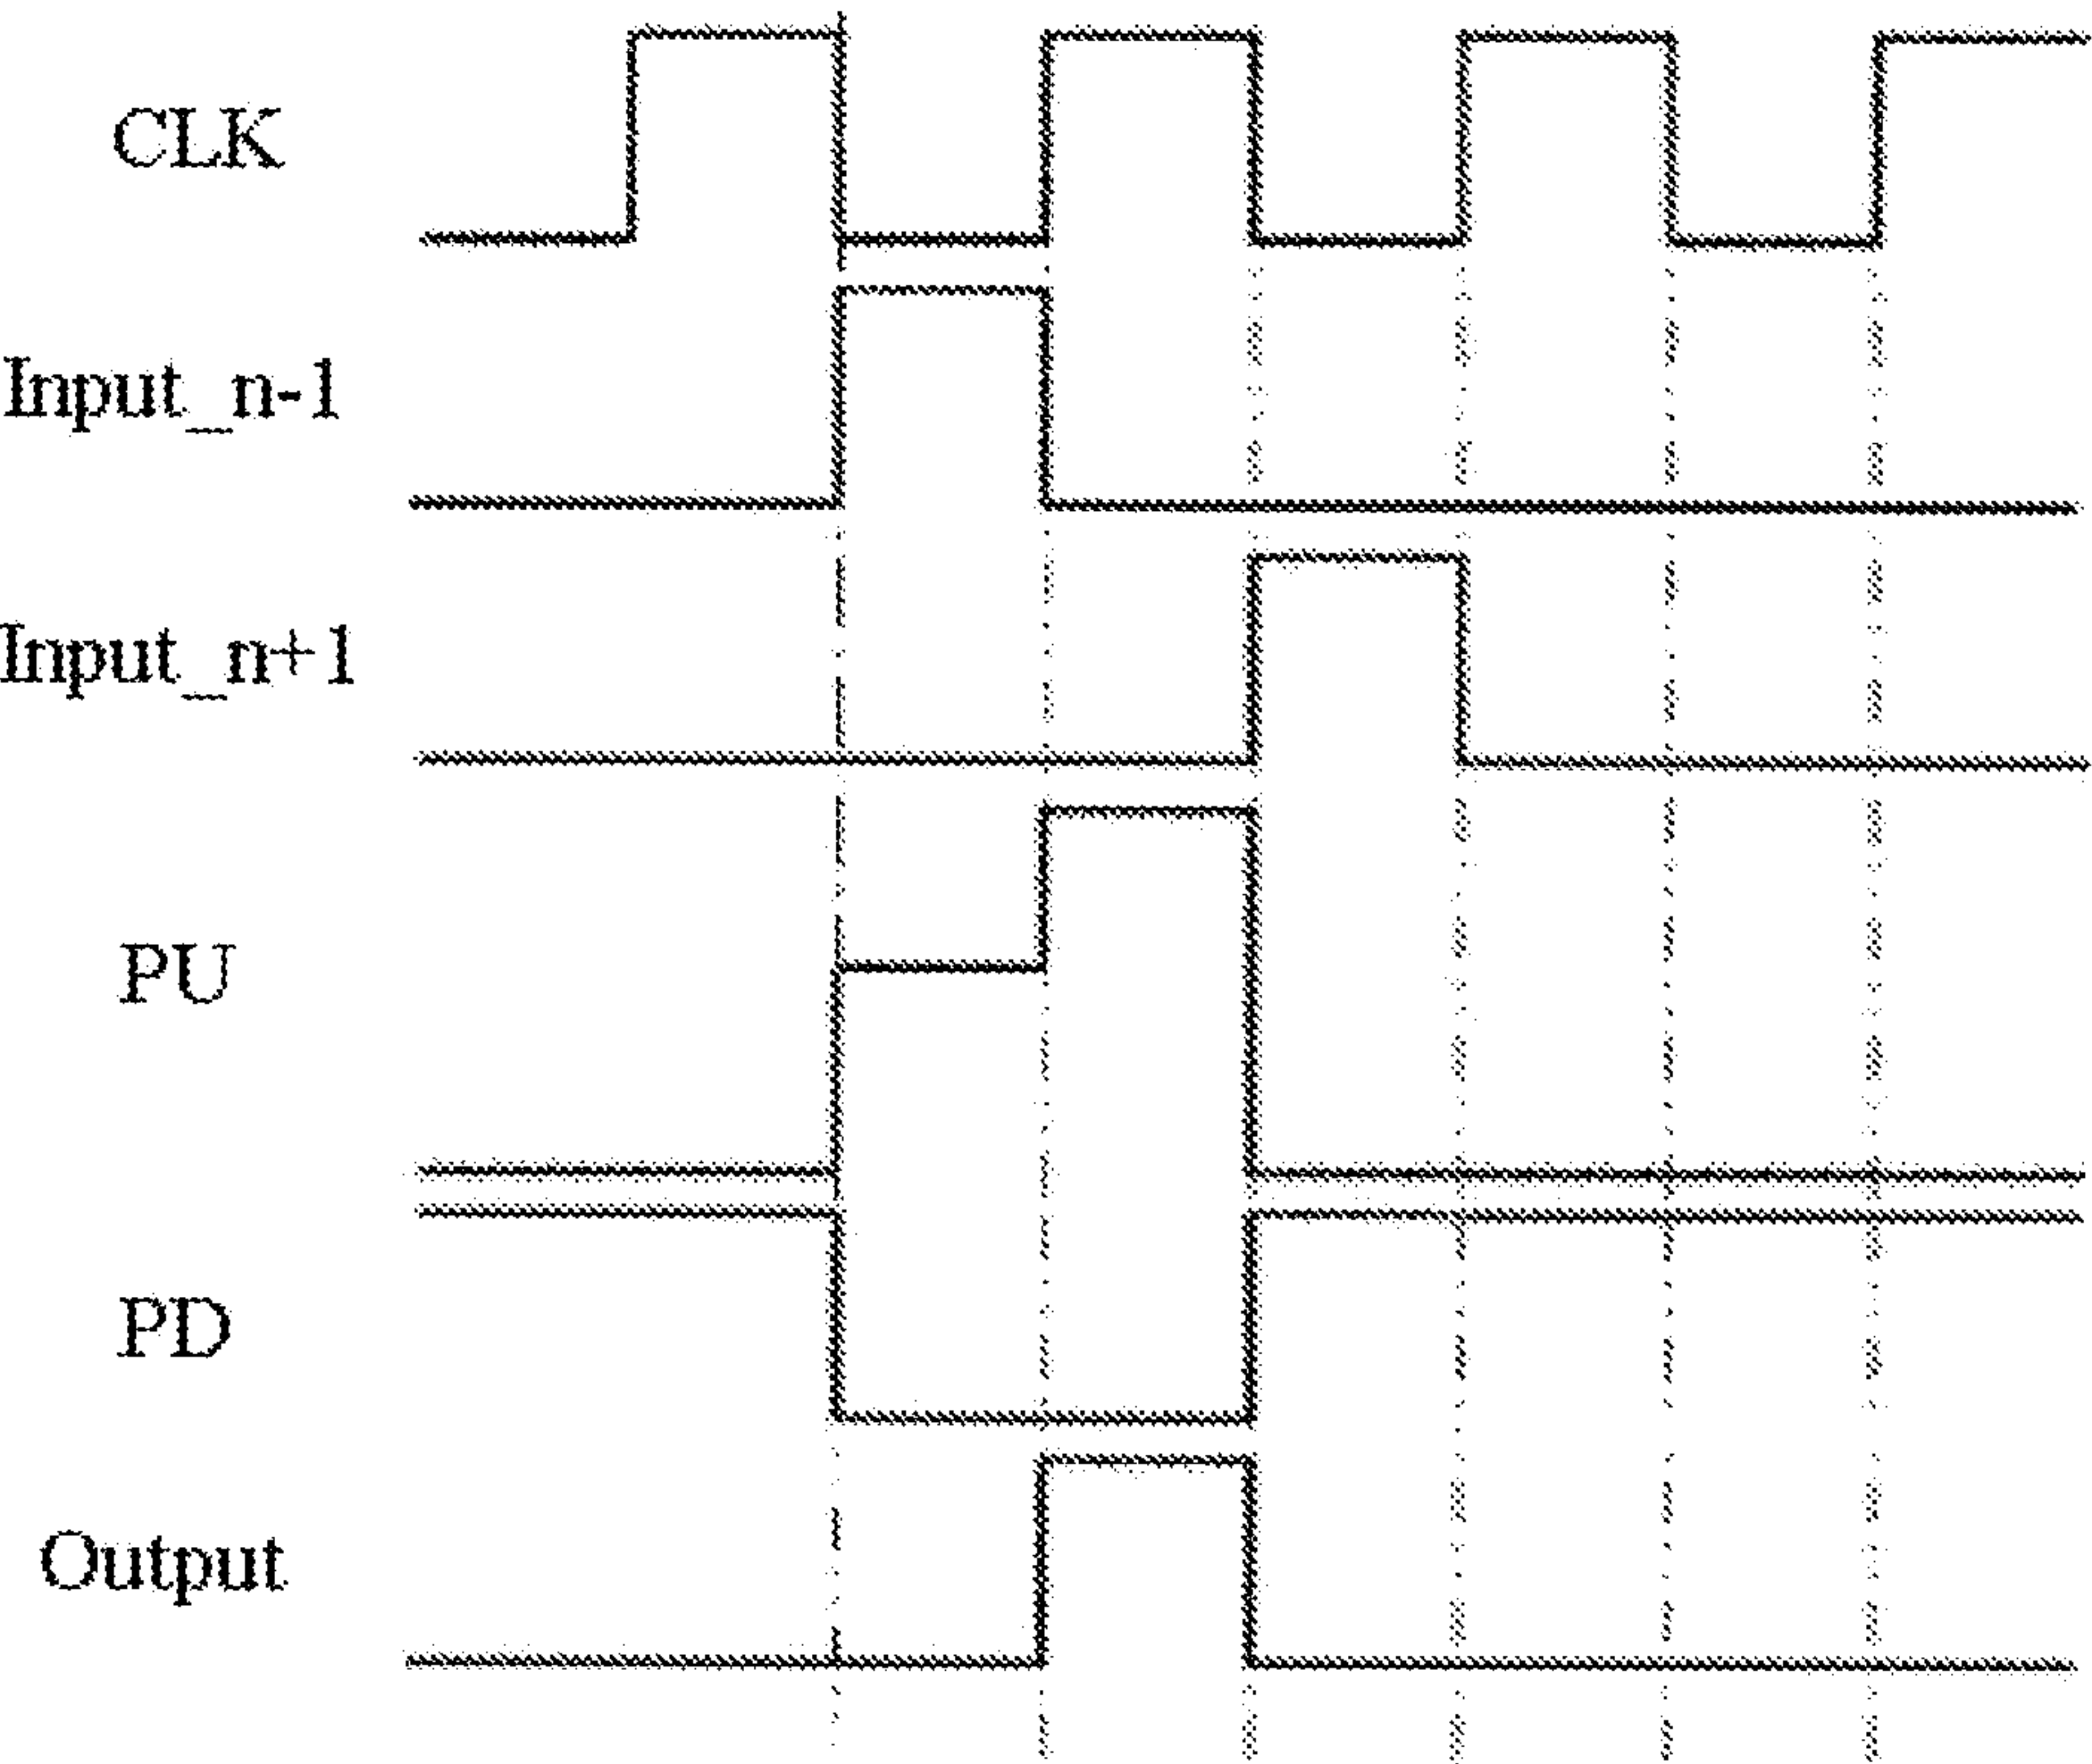 CLK
Input_n-1
Input_n+1
PU
PD
Output